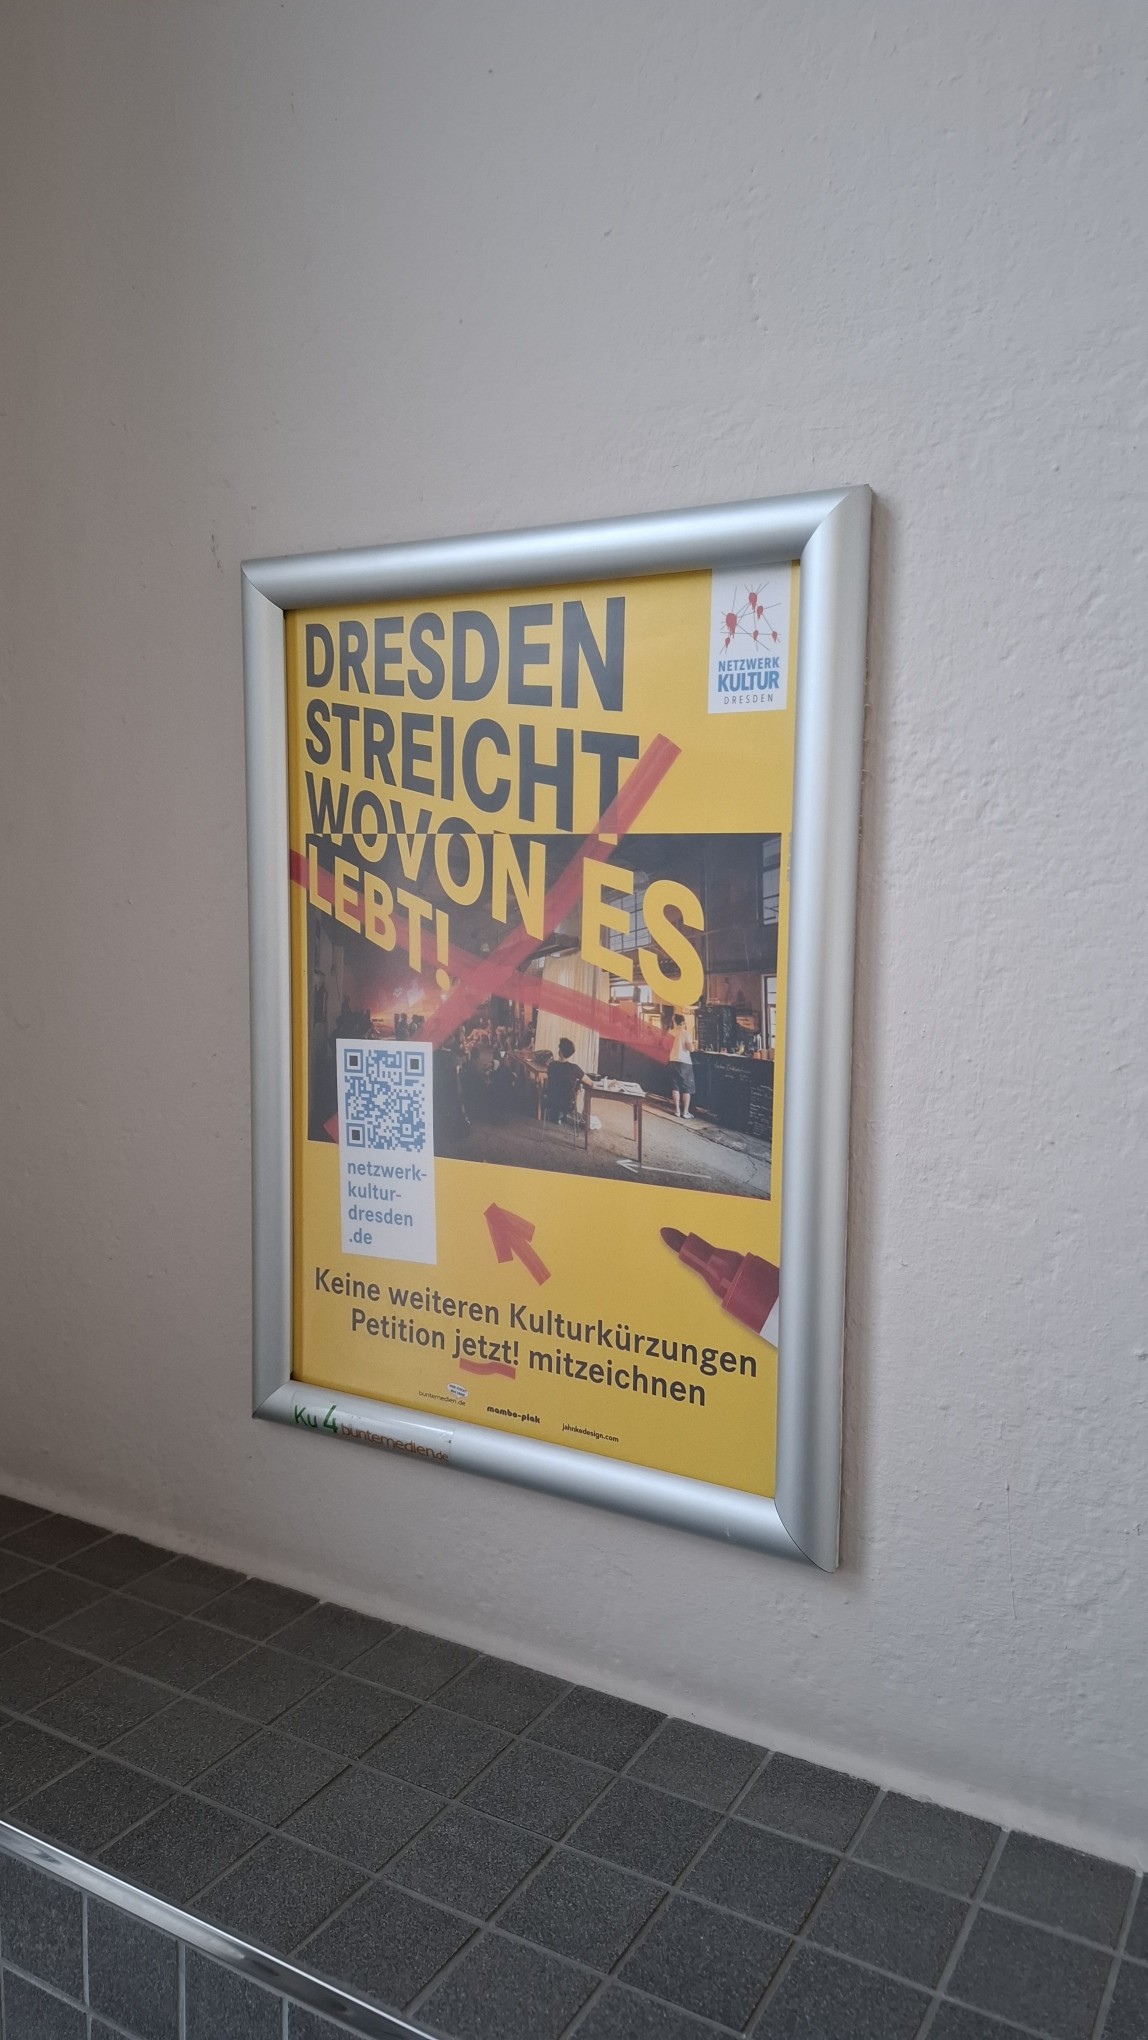 DRESDEN
STREICHT
WOVON ES
LEBT!
NETZWERK
KULTUR
DRESDEN
netzwerk-
kultur-
dresden
.de
Keine weiteren Kulturkürzungen
Petition jetzt! mitzeichnen
buntemedien.de
mambo-plak
jahnkedesign.com
Ku 4 buntemedien.de